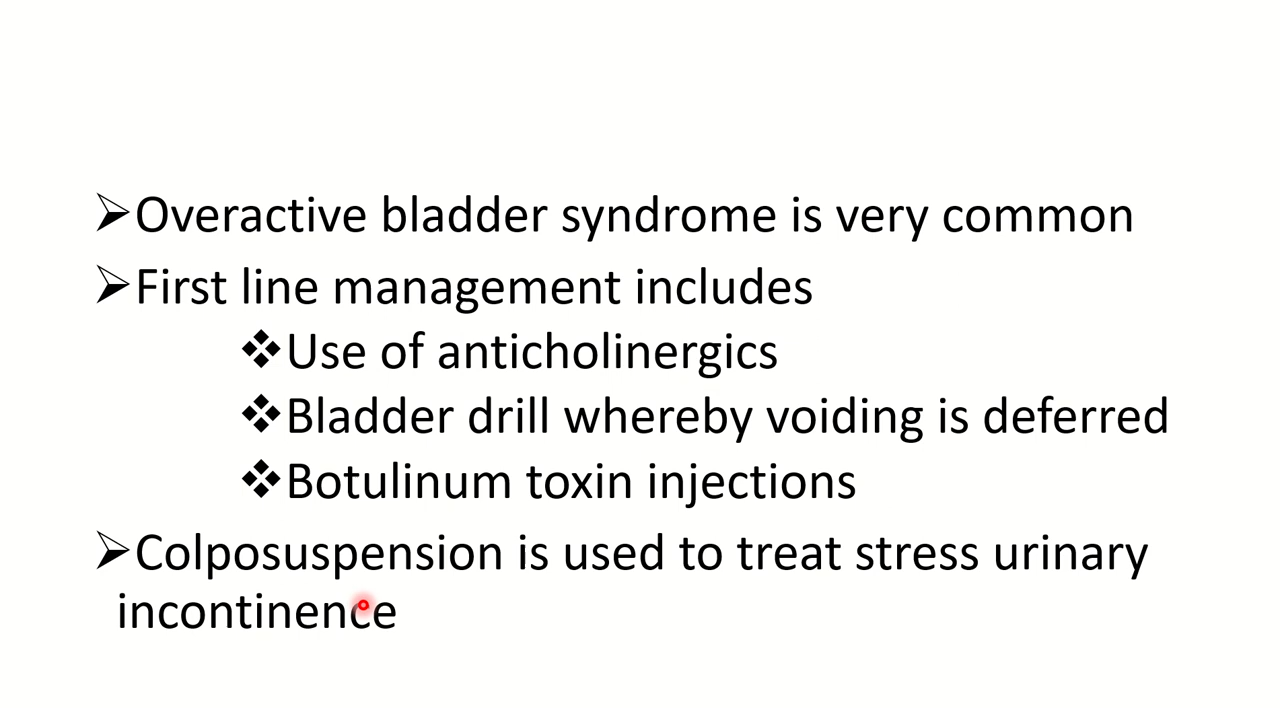 ➢Overactive bladder syndrome is very common
➢First line management includes
❖Use of anticholinergics
❖Bladder drill whereby voiding is deferred
❖Botulinum toxin injections
➢Colposuspension is used to treat stress urinary
incontinence